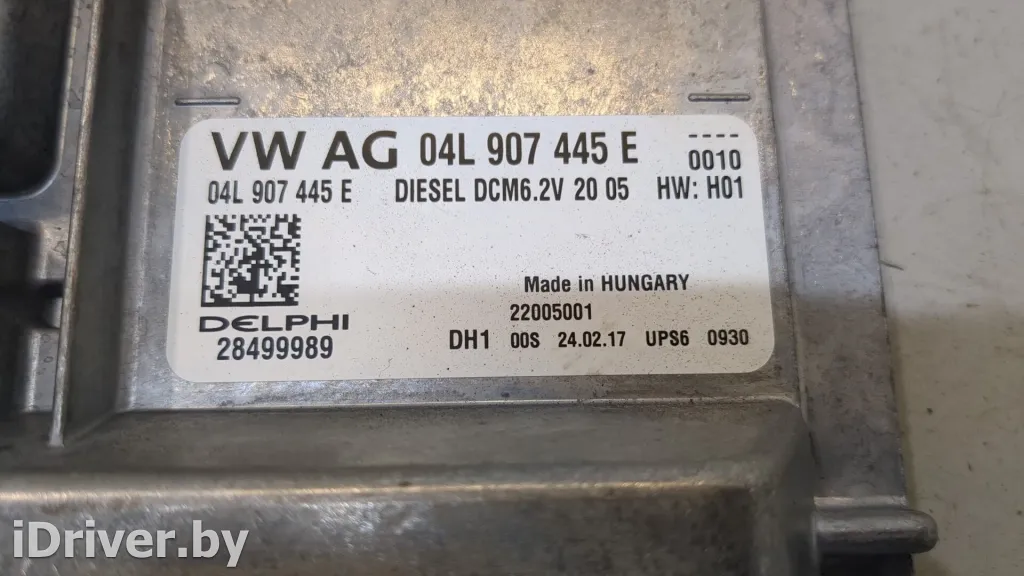 VW AG 04L 907 445 E ----
0010
04L 907 445 E DIESEL DCM6.2V 20 05 HW: H01
Made in HUNGARY
22005001
DELPHI
28499989 DH1 00S 24.02.17 UPS6 0930
iDriver.by